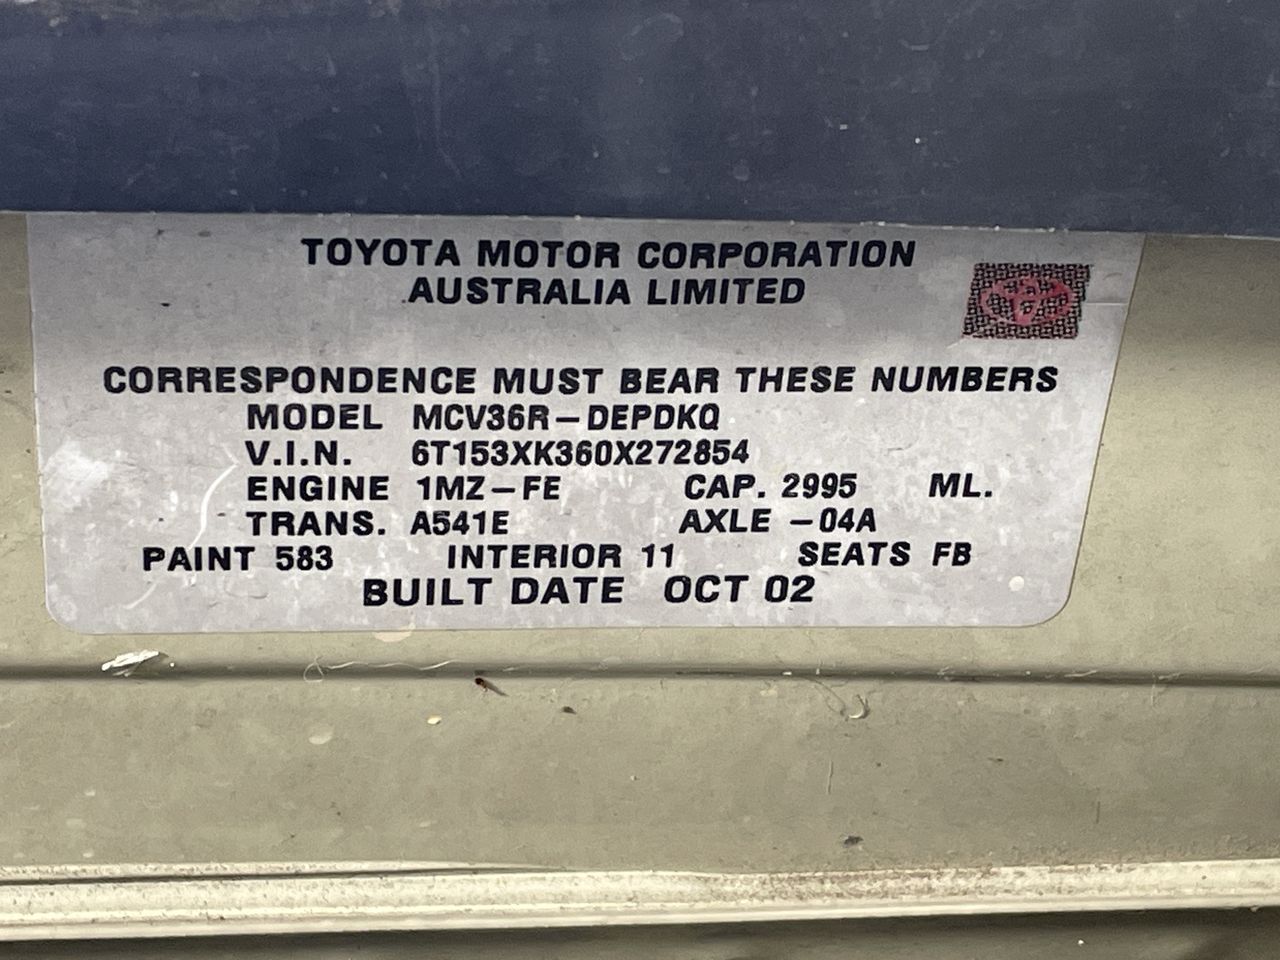 TOYOTA MOTOR CORPORATION
AUSTRALIA LIMITED
CORRESPONDENCE MUST BEAR THESE NUMBERS
MODEL MCV36R-DEPDKQ
V.I.N. 6T153XK360X272854
ENGINE 1MZ-FE CAP. 2995 ML.
TRANS. A541E AXLE -04A
PAINT 583 INTERIOR 11 SEATS FB
BUILT DATE OCT 02